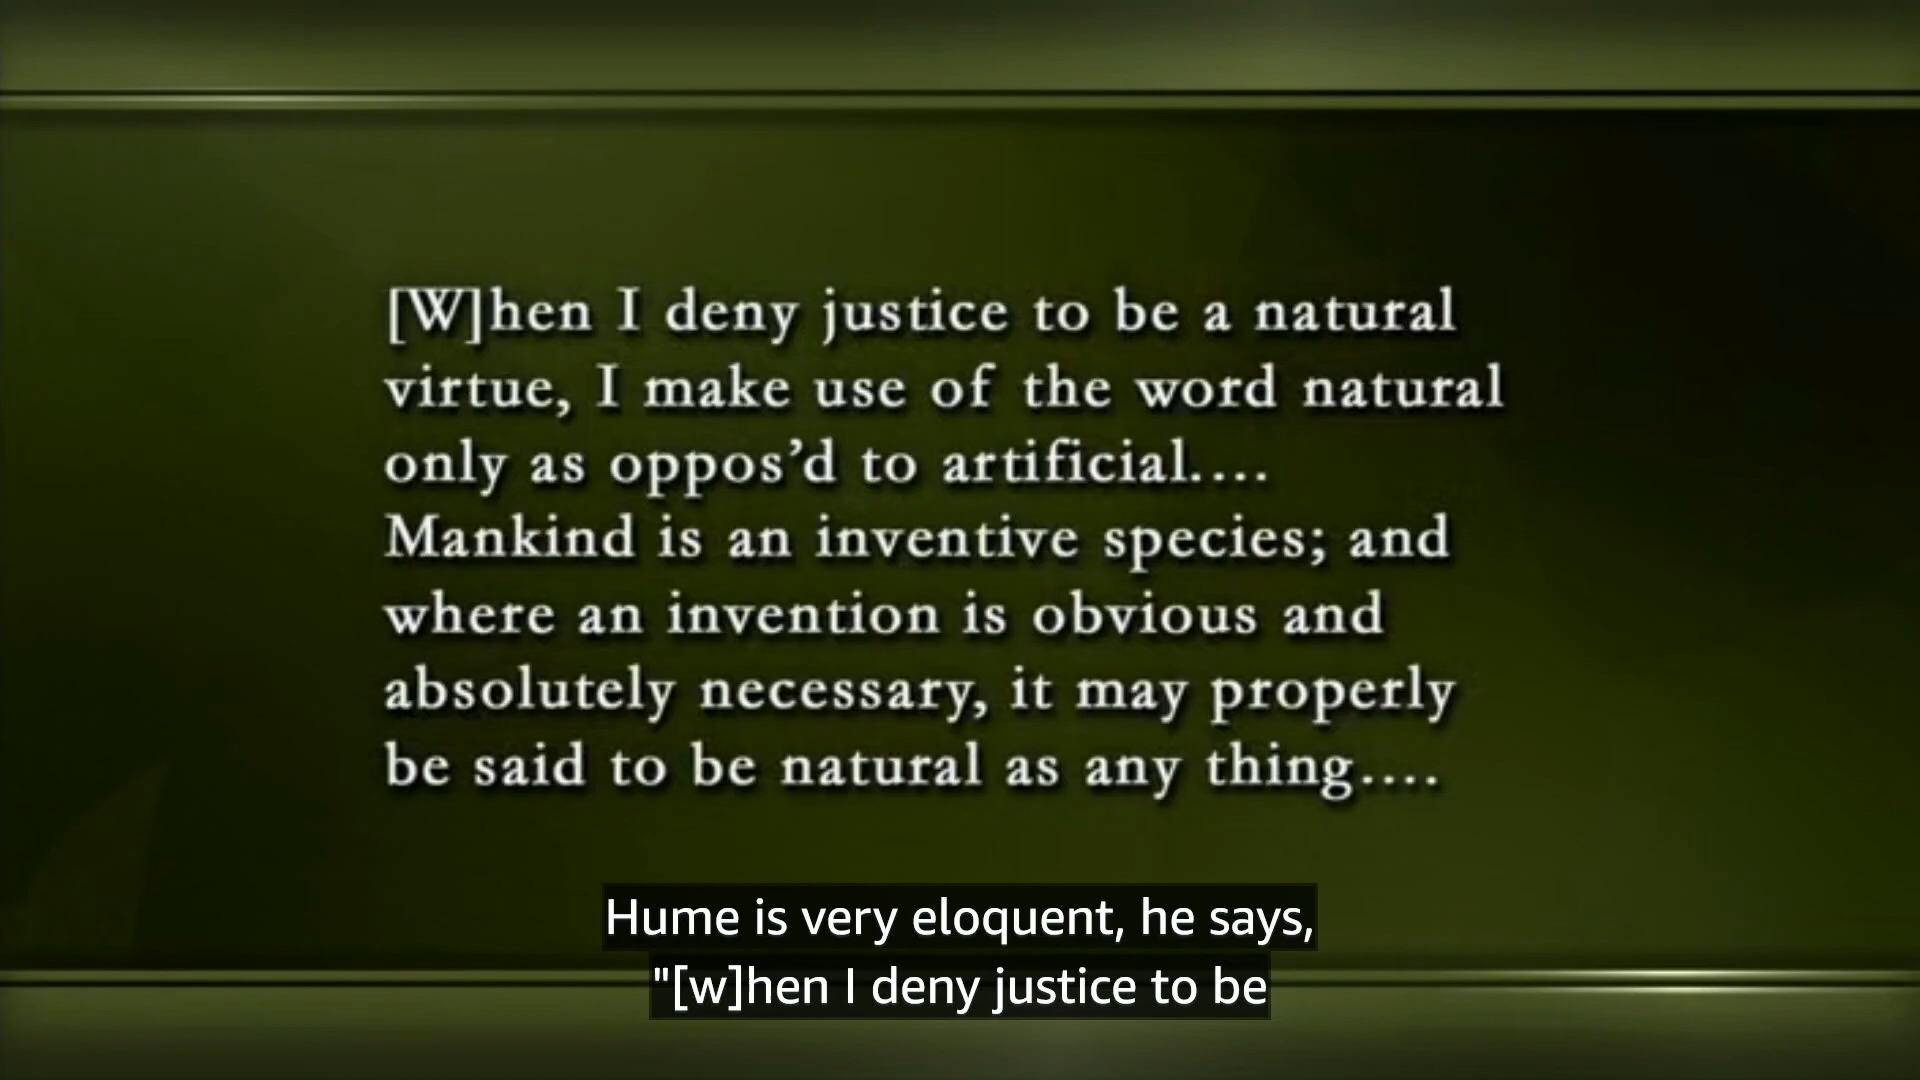 [W]hen I deny justice to be a natural
virtue, I make use of the word natural
only as oppos’d to artificial....
Mankind is an inventive species; and
where an invention is obvious and
absolutely necessary, it may properly
be said to be natural as any thing....
Hume is very eloquent, he says,
"[w]hen I deny justice to be